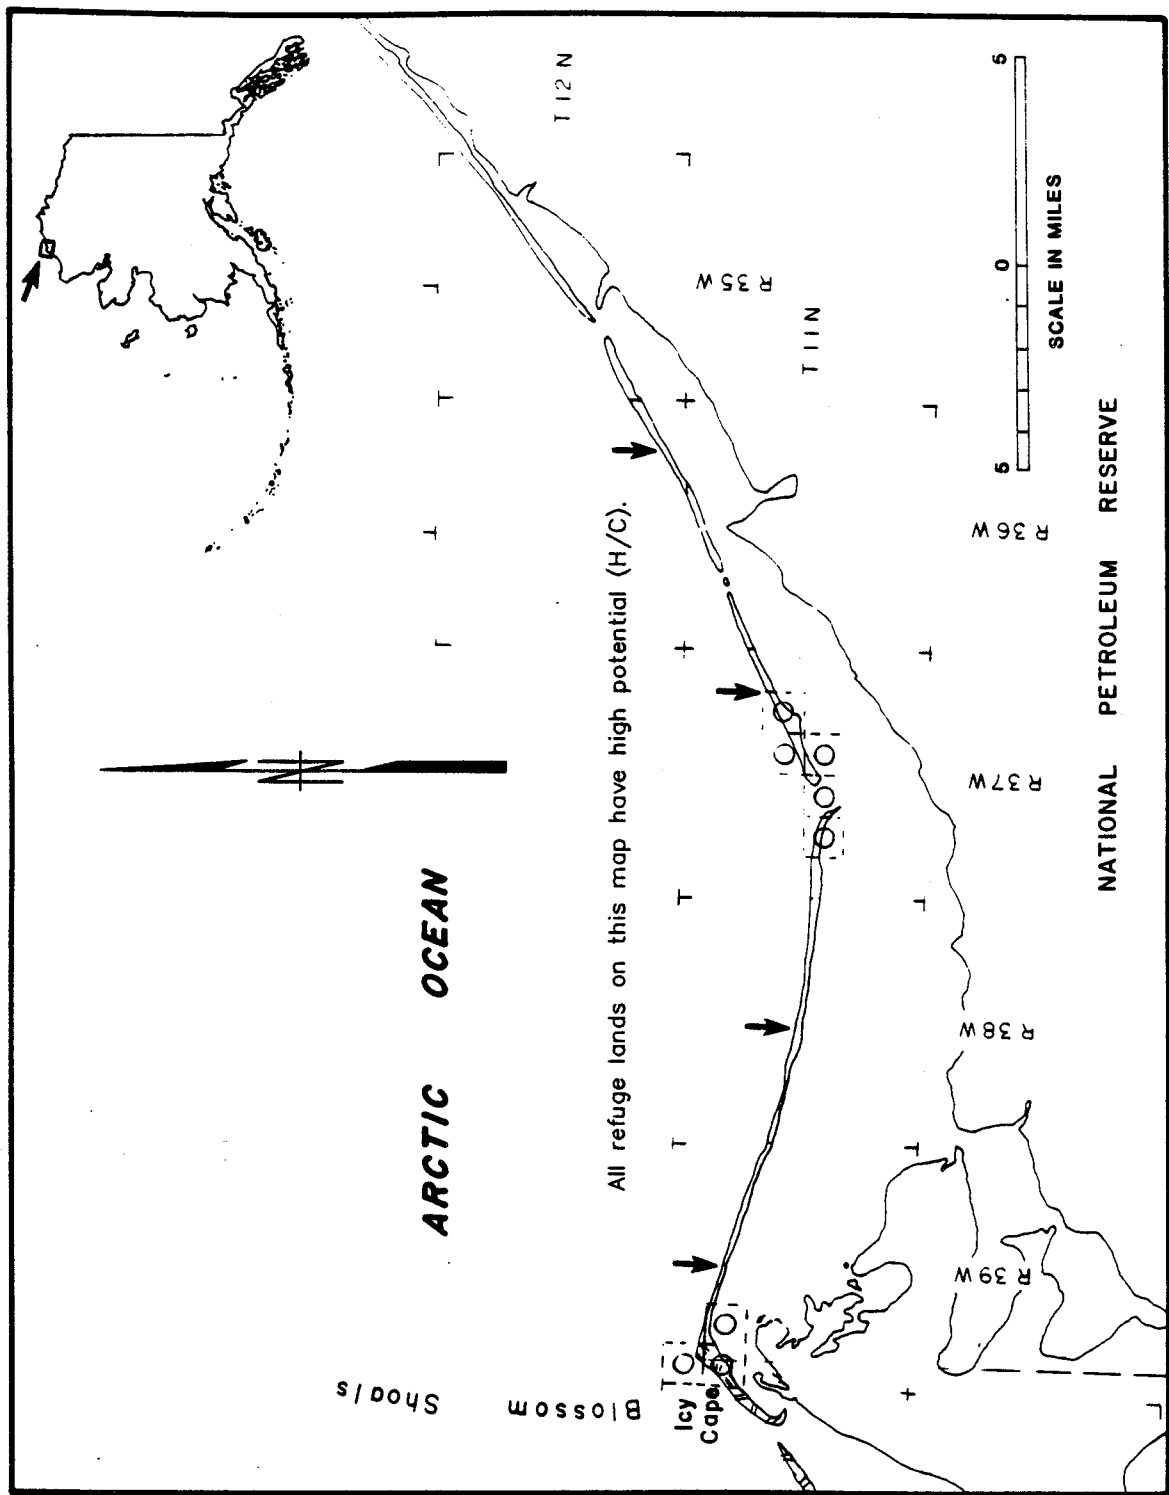 ARCTIC OCEAN
Blossom Shoals
Icy
Cape
All refuge lands on this map have high potential (H/C).
T 12 N
T 11 N
R 35 W
R 36 W
R 37 W
R 38 W
R 39 W
NATIONAL PETROLEUM RESERVE
5 0 5
SCALE IN MILES